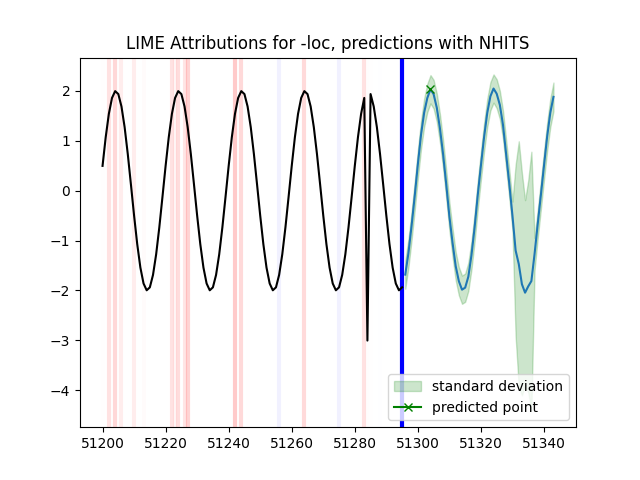 LIME Attributions for -loc, predictions with NHITS
2
1
0
−1
−2
−3
−4
standard deviation
predicted point
51200 51220 51240 51260 51280 51300 51320 51340